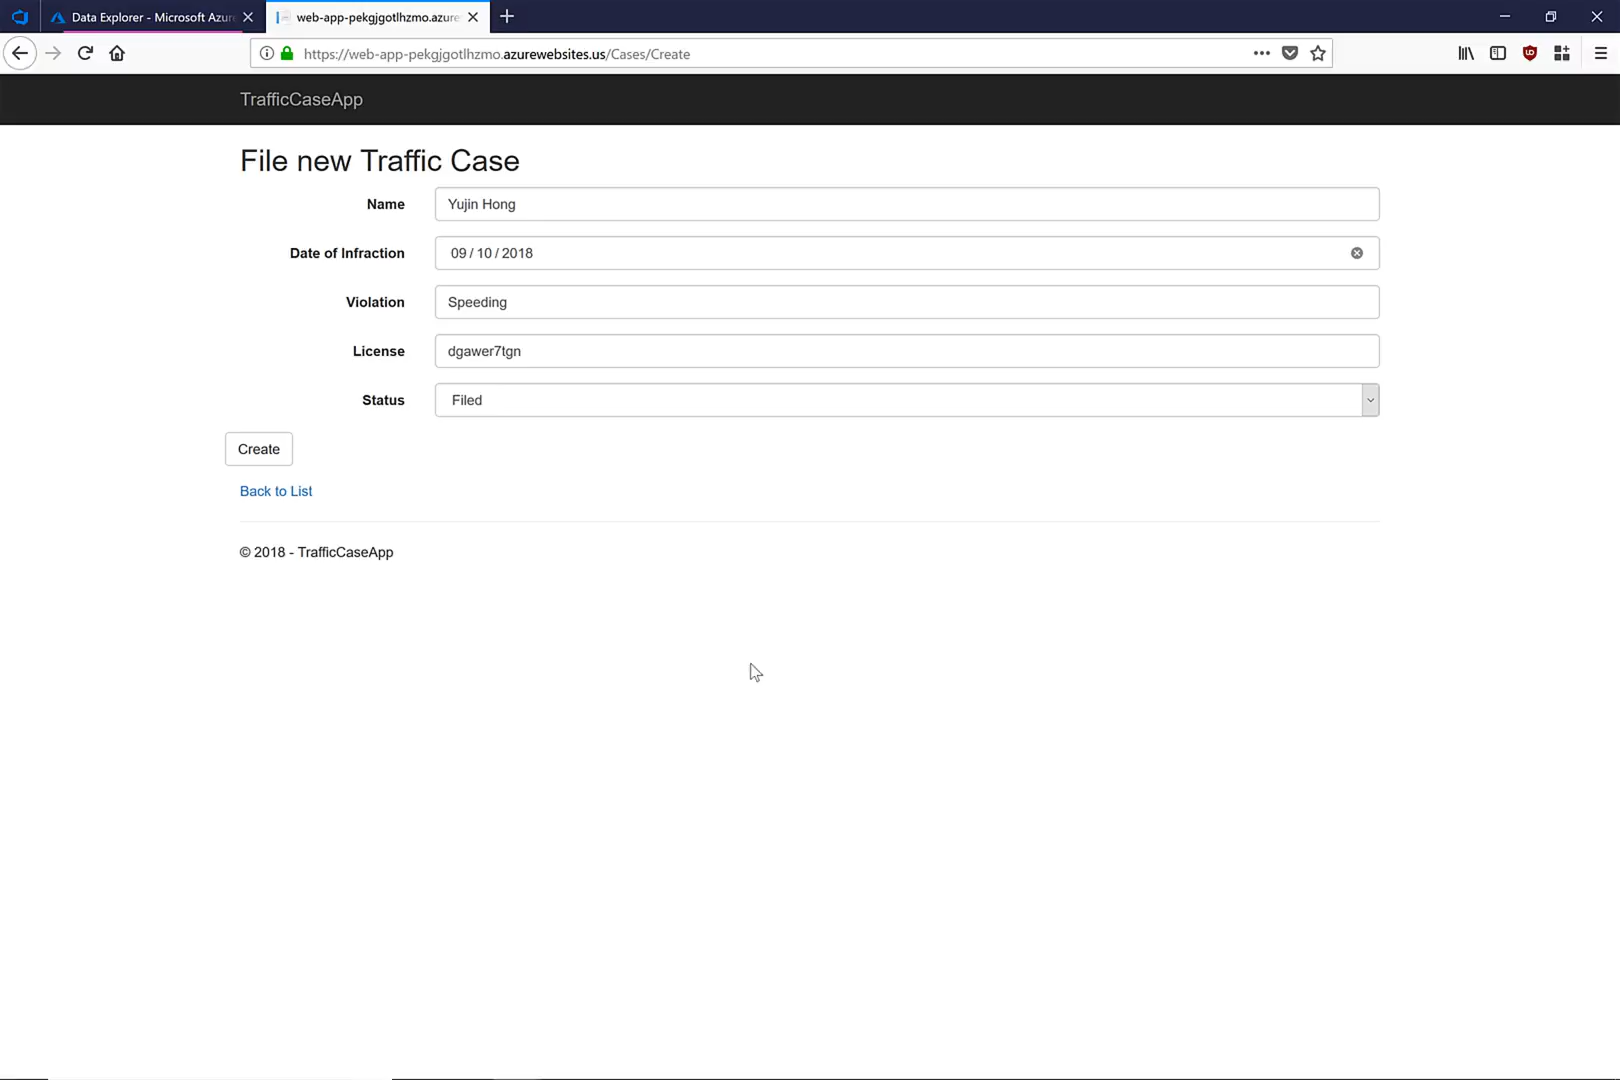 Data Explorer - Microsoft Azur
web-app-pekgjgotlhzmo.azure
https://web-app-pekgjgotlhzmo.azurewebsites.us/Cases/Create
TrafficCaseApp
File new Traffic Case
Name Yujin Hong
Date of Infraction 09 / 10 / 2018
Violation Speeding
License dgawer7tgn
Status Filed
Create
Back to List
© 2018 - TrafficCaseApp